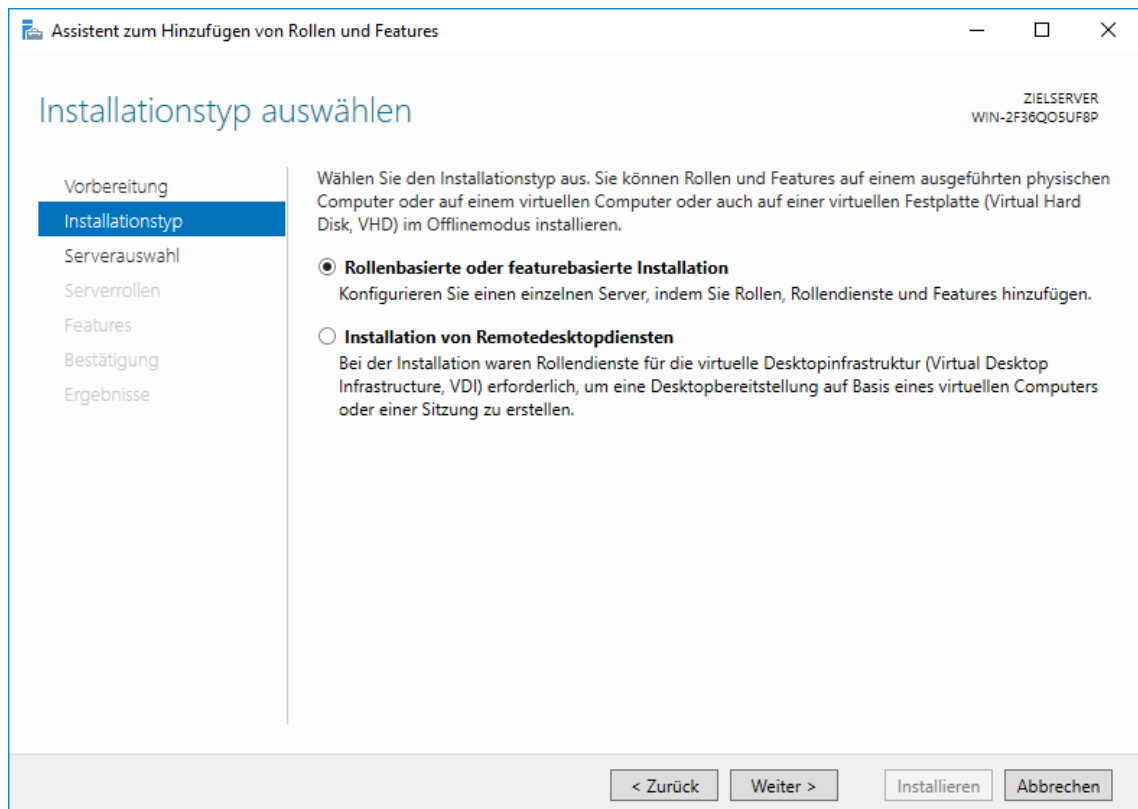 Assistent zum Hinzufügen von Rollen und Features
Installationstyp auswählen
ZIELSERVER
WIN-2F36QO5UF8P
Vorbereitung
Installationstyp
Serverauswahl
Serverrollen
Features
Bestätigung
Ergebnisse
Wählen Sie den Installationstyp aus. Sie können Rollen und Features auf einem ausgeführten physischen
Computer oder auf einem virtuellen Computer oder auch auf einer virtuellen Festplatte (Virtual Hard
Disk, VHD) im Offlinemodus installieren.
Rollenbasierte oder featurebasierte Installation
Konfigurieren Sie einen einzelnen Server, indem Sie Rollen, Rollendienste und Features hinzufügen.
Installation von Remotedesktopdiensten
Bei der Installation waren Rollendienste für die virtuelle Desktopinfrastruktur (Virtual Desktop
Infrastructure, VDI) erforderlich, um eine Desktopbereitstellung auf Basis eines virtuellen Computers
oder einer Sitzung zu erstellen.
< Zurück
Weiter >
Installieren
Abbrechen